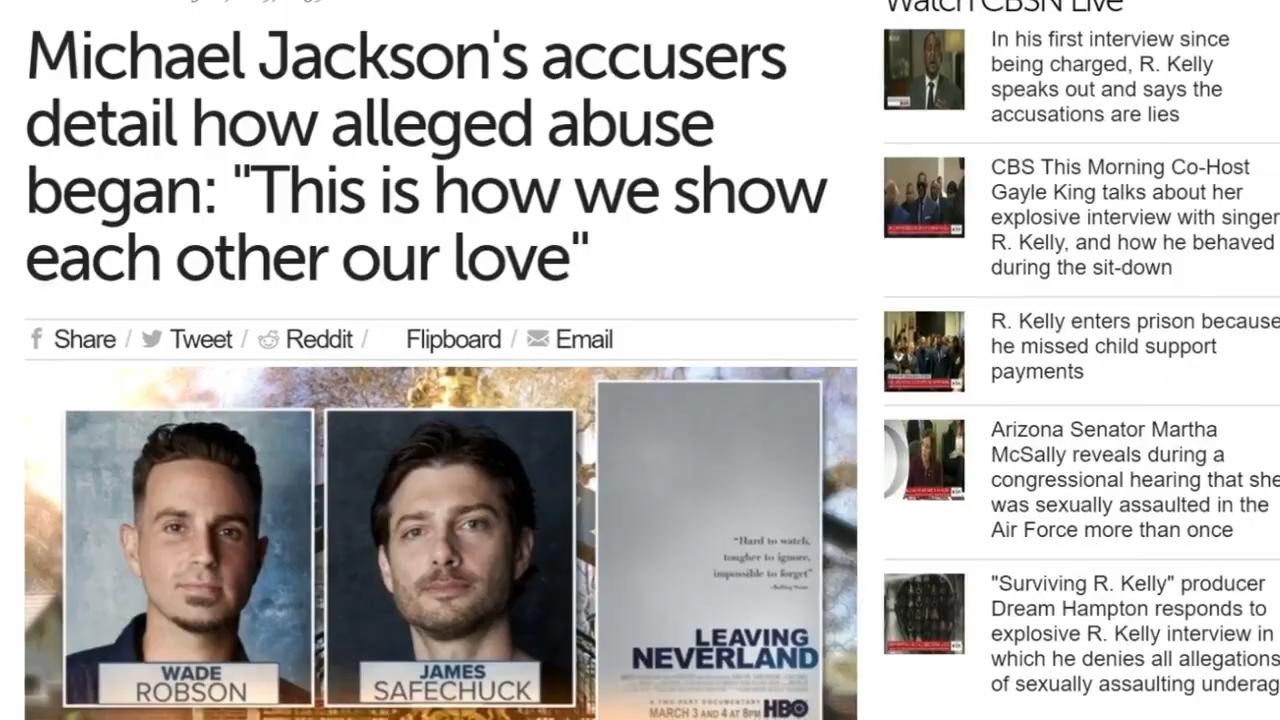 Watch CBSN Live
Michael Jackson's accusers
detail how alleged abuse
began: "This is how we show
each other our love"
Share / Tweet / Reddit / Flipboard / Email
WADE
ROBSON
JAMES
SAFECHUCK
"Hard to watch,
tougher to ignore,
impossible to forget"
LEAVING
NEVERLAND
A TWO-PART DOCUMENTARY
MARCH 3 AND 4 AT 8PM HBO
In his first interview since
being charged, R. Kelly
speaks out and says the
accusations are lies
CBS This Morning Co-Host
Gayle King talks about her
explosive interview with singer
R. Kelly, and how he behaved
during the sit-down
R. Kelly enters prison because
he missed child support
payments
Arizona Senator Martha
McSally reveals during a
congressional hearing that she
was sexually assaulted in the
Air Force more than once
"Surviving R. Kelly" producer
Dream Hampton responds to
explosive R. Kelly interview in
which he denies all allegations
of sexually assaulting underag